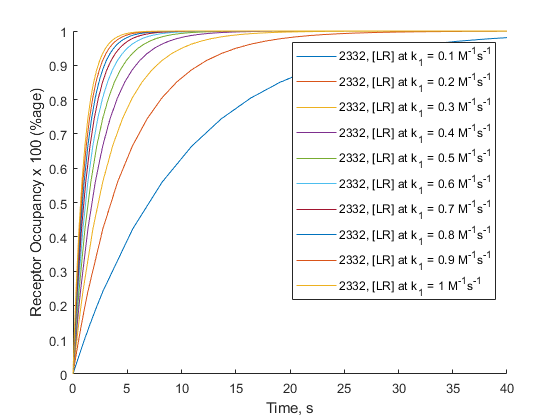 1
0.9
0.8
0.7
0.6
0.5
0.4
0.3
0.2
0.1
0
Receptor Occupancy x 100 (%age)
2332, [LR] at k₁ = 0.1 M⁻¹s⁻¹
2332, [LR] at k₁ = 0.2 M⁻¹s⁻¹
2332, [LR] at k₁ = 0.3 M⁻¹s⁻¹
2332, [LR] at k₁ = 0.4 M⁻¹s⁻¹
2332, [LR] at k₁ = 0.5 M⁻¹s⁻¹
2332, [LR] at k₁ = 0.6 M⁻¹s⁻¹
2332, [LR] at k₁ = 0.7 M⁻¹s⁻¹
2332, [LR] at k₁ = 0.8 M⁻¹s⁻¹
2332, [LR] at k₁ = 0.9 M⁻¹s⁻¹
2332, [LR] at k₁ = 1 M⁻¹s⁻¹
0 5 10 15 20 25 30 35 40
Time, s